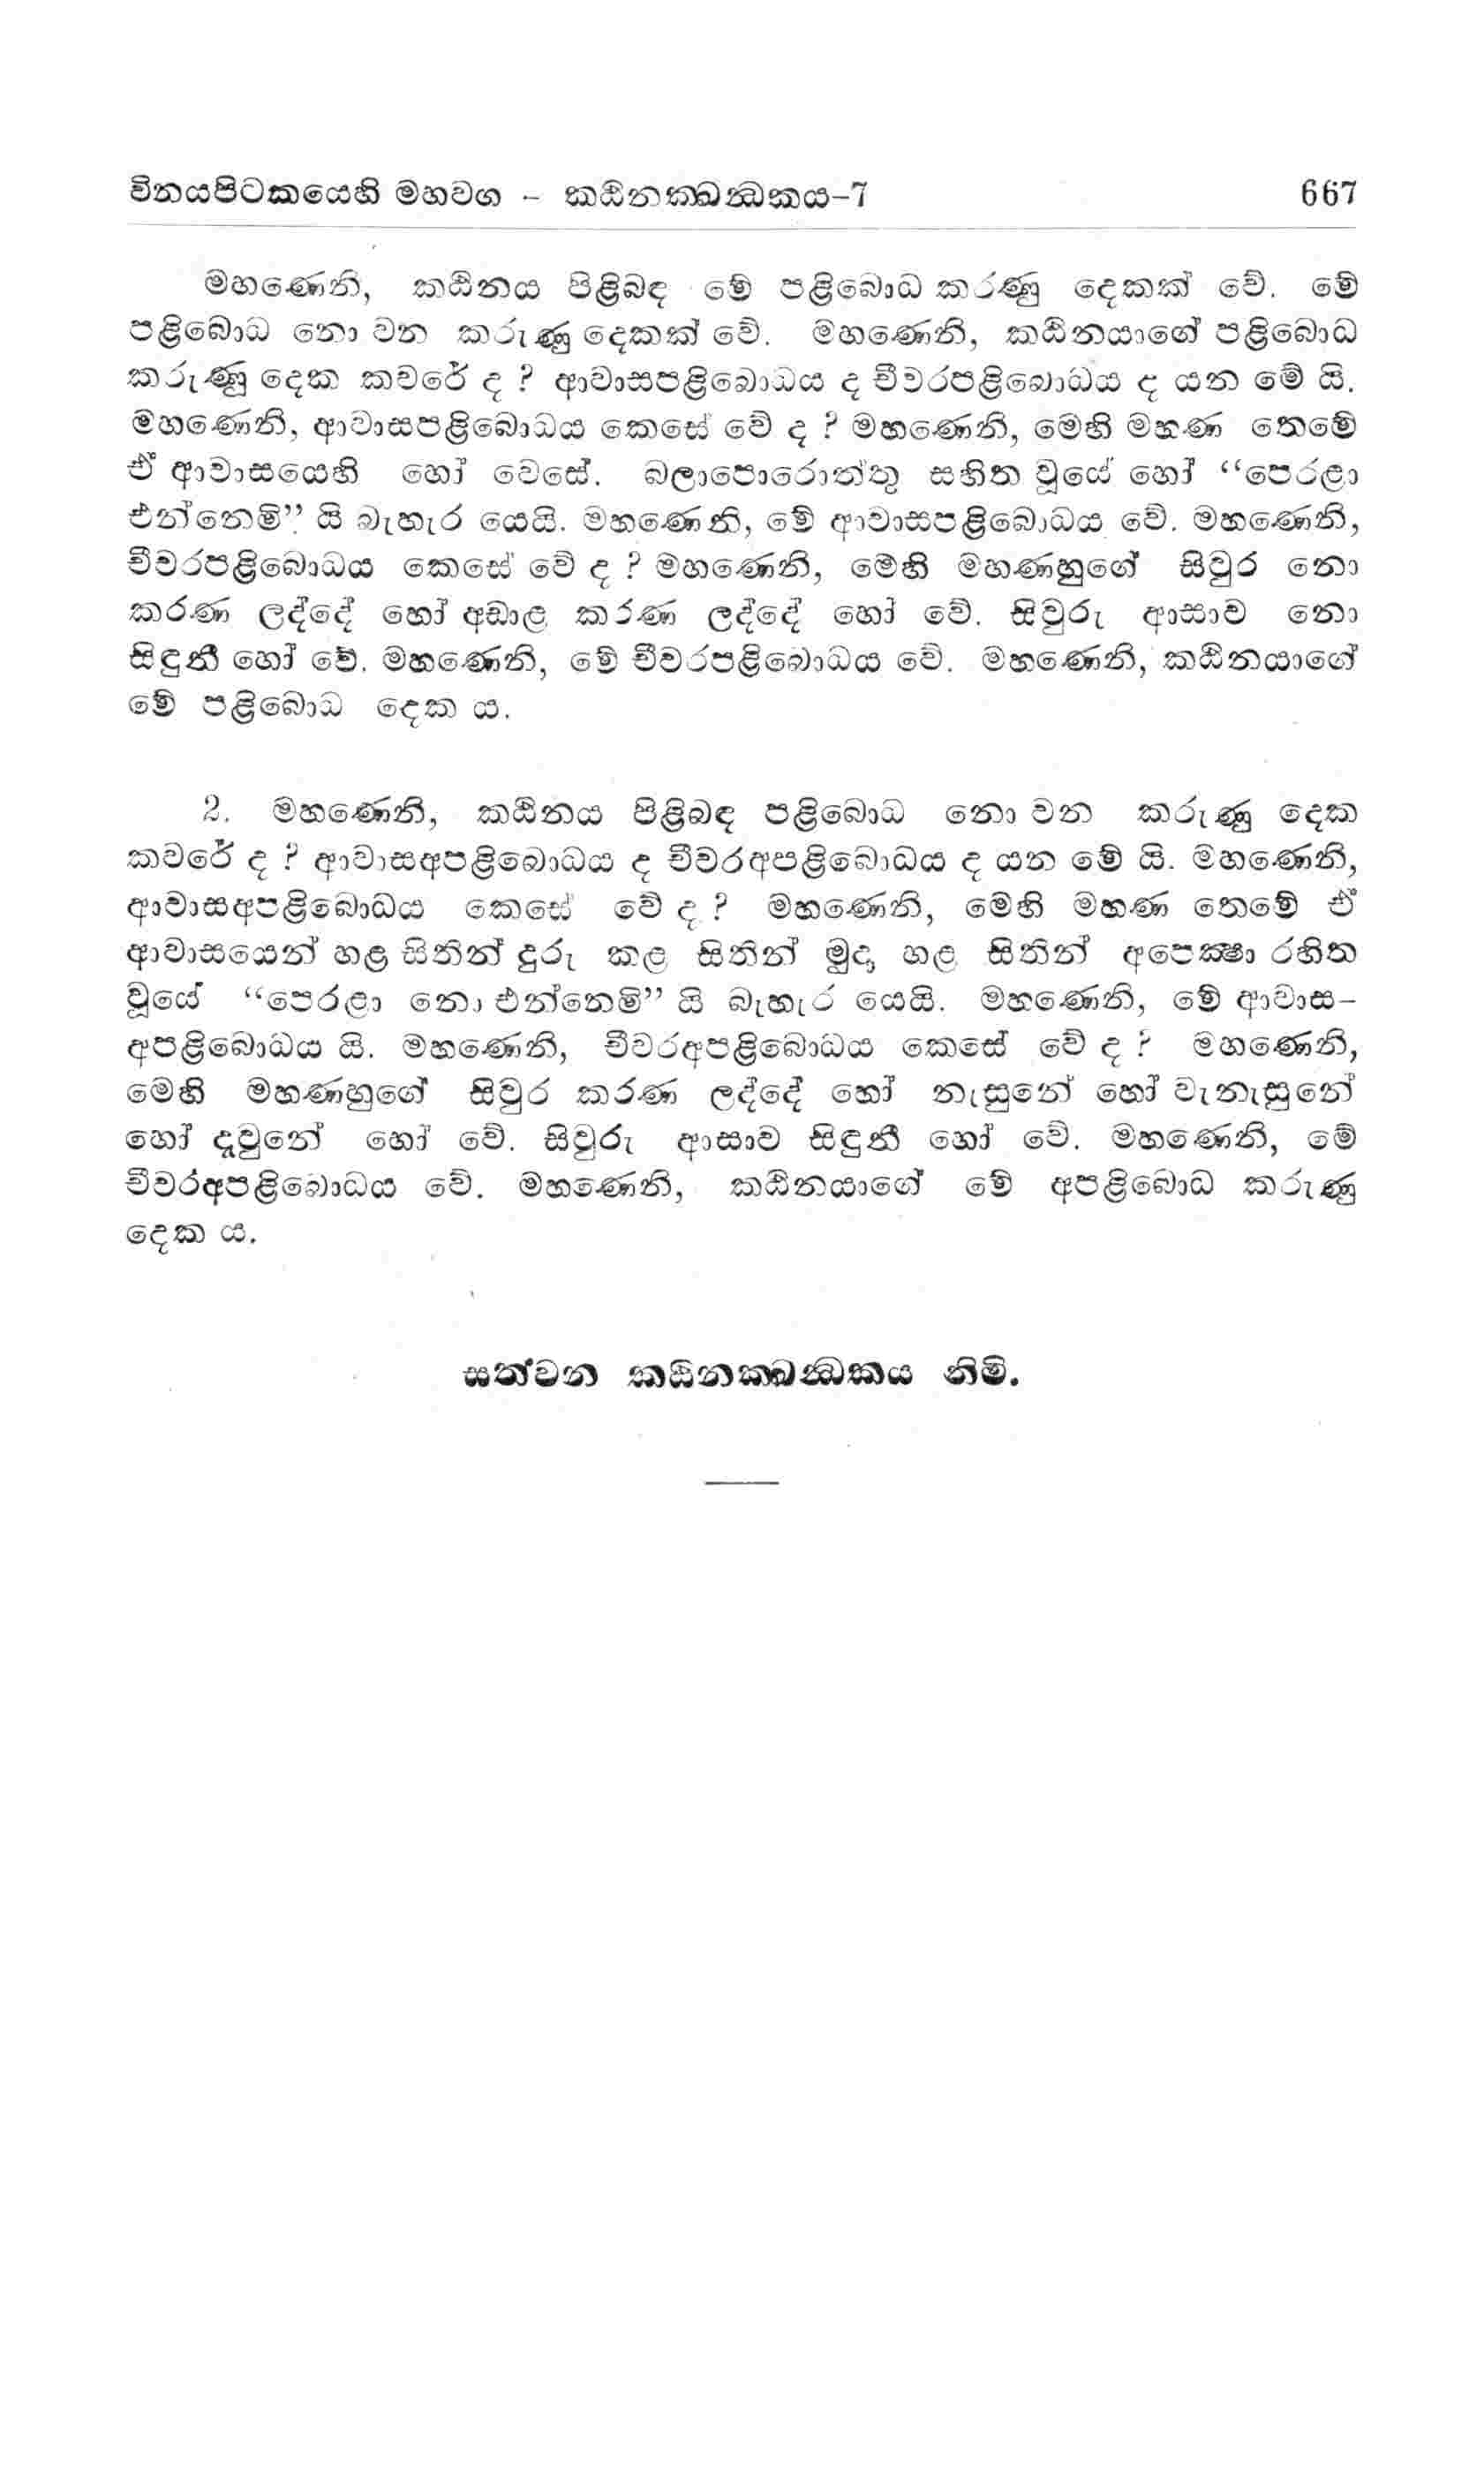 විනයපිටකයෙහි මහවග - කඨිනක්‍ඛන්‍ධකය-7 667
මහණෙනි, කඨිනය පිළිබඳ මේ පළිබොධ කරණු දෙකක් වේ. මේ
පළිබොධ නො වන කරුණු දෙකක් වේ. මහණෙනි, කඨිනයාගේ පළිබොධ
කරුණු දෙක කවරේ ද ? ආවාසපළිබොධය ද චීවරපළිබොධය ද යන මේ යි.
මහණෙනි, ආවාසපළිබොධය කෙසේ වේ ද ? මහණෙනි, මෙහි මහණ තෙමේ
ඒ ආවාසයෙහි හෝ වෙසේ. බලාපොරොත්තු සහිත වූයේ හෝ “පෙරළා
එන්නෙමි” යි බැහැර යෙයි. මහණෙනි, මේ ආවාසපළිබොධය වේ. මහණෙනි,
චීවරපළිබොධය කෙසේ වේ ද ? මහණෙනි, මෙහි මහණහුගේ සිවුර නො
කරණ ලද්දේ හෝ අඩාළ කරණ ලද්දේ හෝ වේ. සිවුරු ආසාව නො
සිඳුනී හෝ වේ. මහණෙනි, මේ චීවරපළිබොධය වේ. මහණෙනි, කඨිනයාගේ
මේ පළිබොධ දෙක ය.
2. මහණෙනි, කඨිනය පිළිබඳ පළිබොධ නො වන කරුණු දෙක
කවරේ ද ? ආවාසඅපළිබොධය ද චීවරඅපළිබොධය ද යන මේ යි. මහණෙනි,
ආවාසඅපළිබොධය කෙසේ වේ ද ? මහණෙනි, මෙහි මහණ තෙමේ ඒ
ආවාසයෙන් හළ සිතින් දුරු කළ සිතින් මුදා හළ සිතින් අපෙක්‍ෂා රහිත
වූයේ “පෙරළා නො එන්නෙමි” යි බැහැර යෙයි. මහණෙනි, මේ ආවාස-
අපළිබොධය යි. මහණෙනි, චීවරඅපළිබොධය කෙසේ වේ ද ? මහණෙනි,
මෙහි මහණහුගේ සිවුර කරණ ලද්දේ හෝ නැසුනේ හෝ වැනැසුනේ
හෝ දැවුනේ හෝ වේ. සිවුරු ආසාව සිඳුනී හෝ වේ. මහණෙනි, මේ
චීවරඅපළිබොධය වේ. මහණෙනි, කඨිනයාගේ මේ අපළිබොධ කරුණු
දෙක ය.
සත්වන කඨිනක්‍ඛන්‍ධකය නිමි.